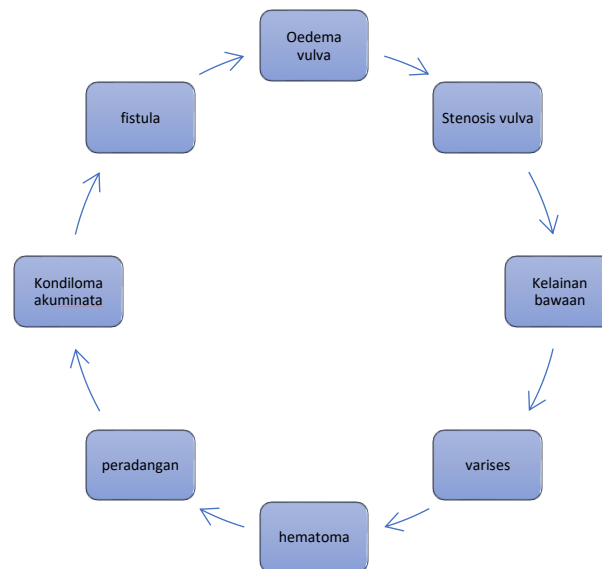 Oedema
vulva
Stenosis vulva
Kelainan
bawaan
varises
hematoma
peradangan
Kondiloma
akuminata
fistula